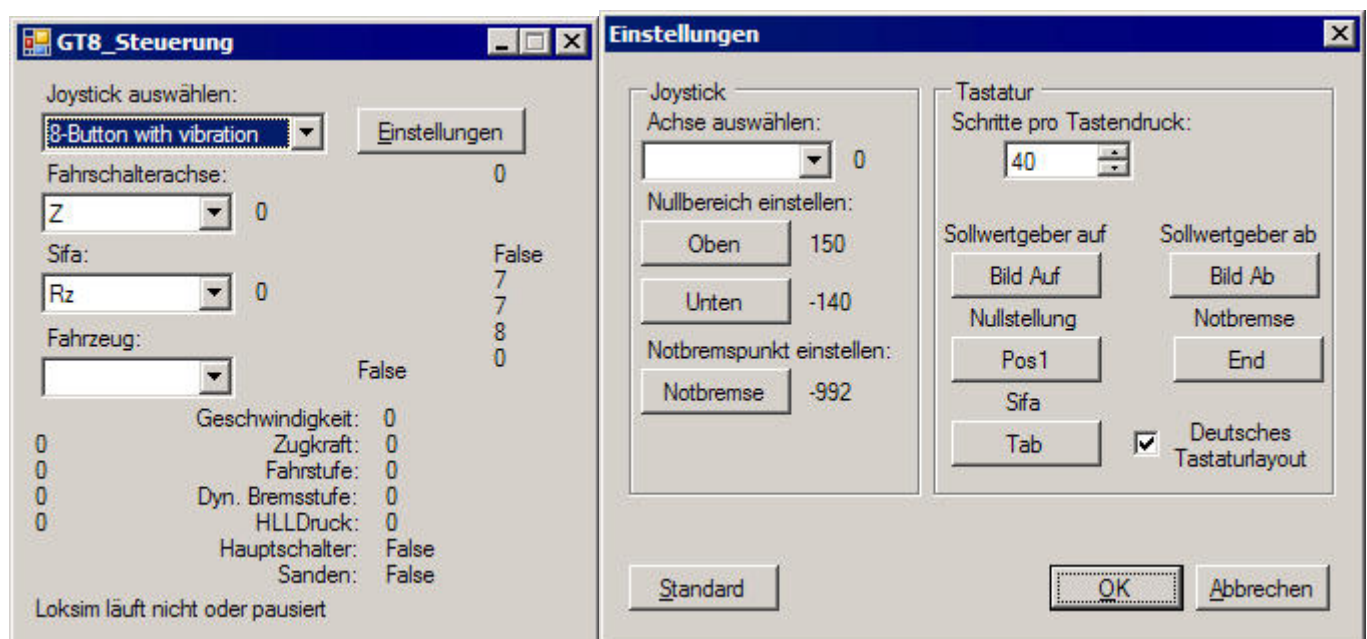 GT8_Steuerung
Joystick auswählen:
8-Button with vibration
Einstellungen
Fahrschalterachse:
0
Z
0
Sifa:
False
Rz
0
7
7
8
0
Fahrzeug:
False
Geschwindigkeit: 0
0 Zugkraft: 0
0 Fahrstufe: 0
0 Dyn. Bremsstufe: 0
0 HLLDruck: 0
Hauptschalter: False
Sanden: False
Loksim läuft nicht oder pausiert
Einstellungen
Joystick
Achse auswählen:
0
Nullbereich einstellen:
Oben 150
Unten -140
Notbremspunkt einstellen:
Notbremse -992
Tastatur
Schritte pro Tastendruck:
40
Sollwertgeber auf Sollwertgeber ab
Bild Auf Bild Ab
Nullstellung Notbremse
Pos1 End
Sifa
Tab
Deutsches
Tastaturlayout
Standard OK Abbrechen